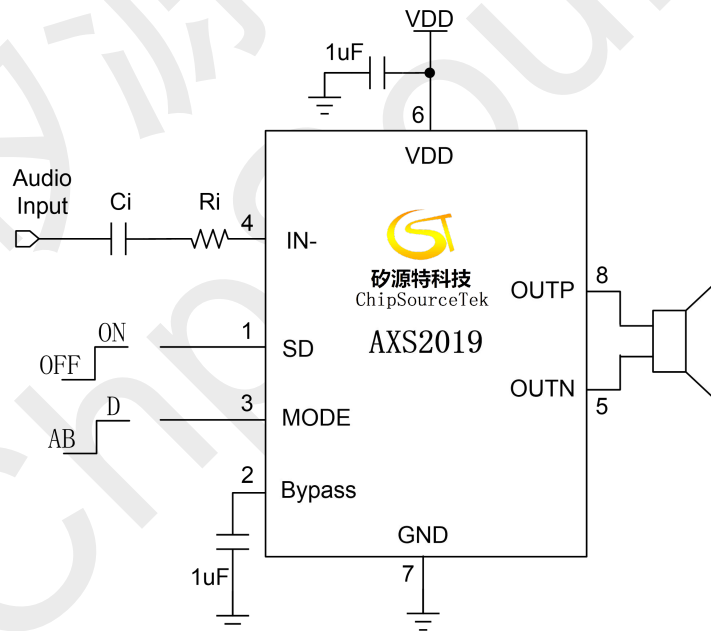 VDD
1uF
6
VDD
Audio
Input
Ci
Ri
4
IN-
矽源特科技
ChipSourceTek
AXS2019
OUTP
8
ON
OFF
1
SD
OUTN
5
D
AB
3
MODE
2
Bypass
1uF
GND
7